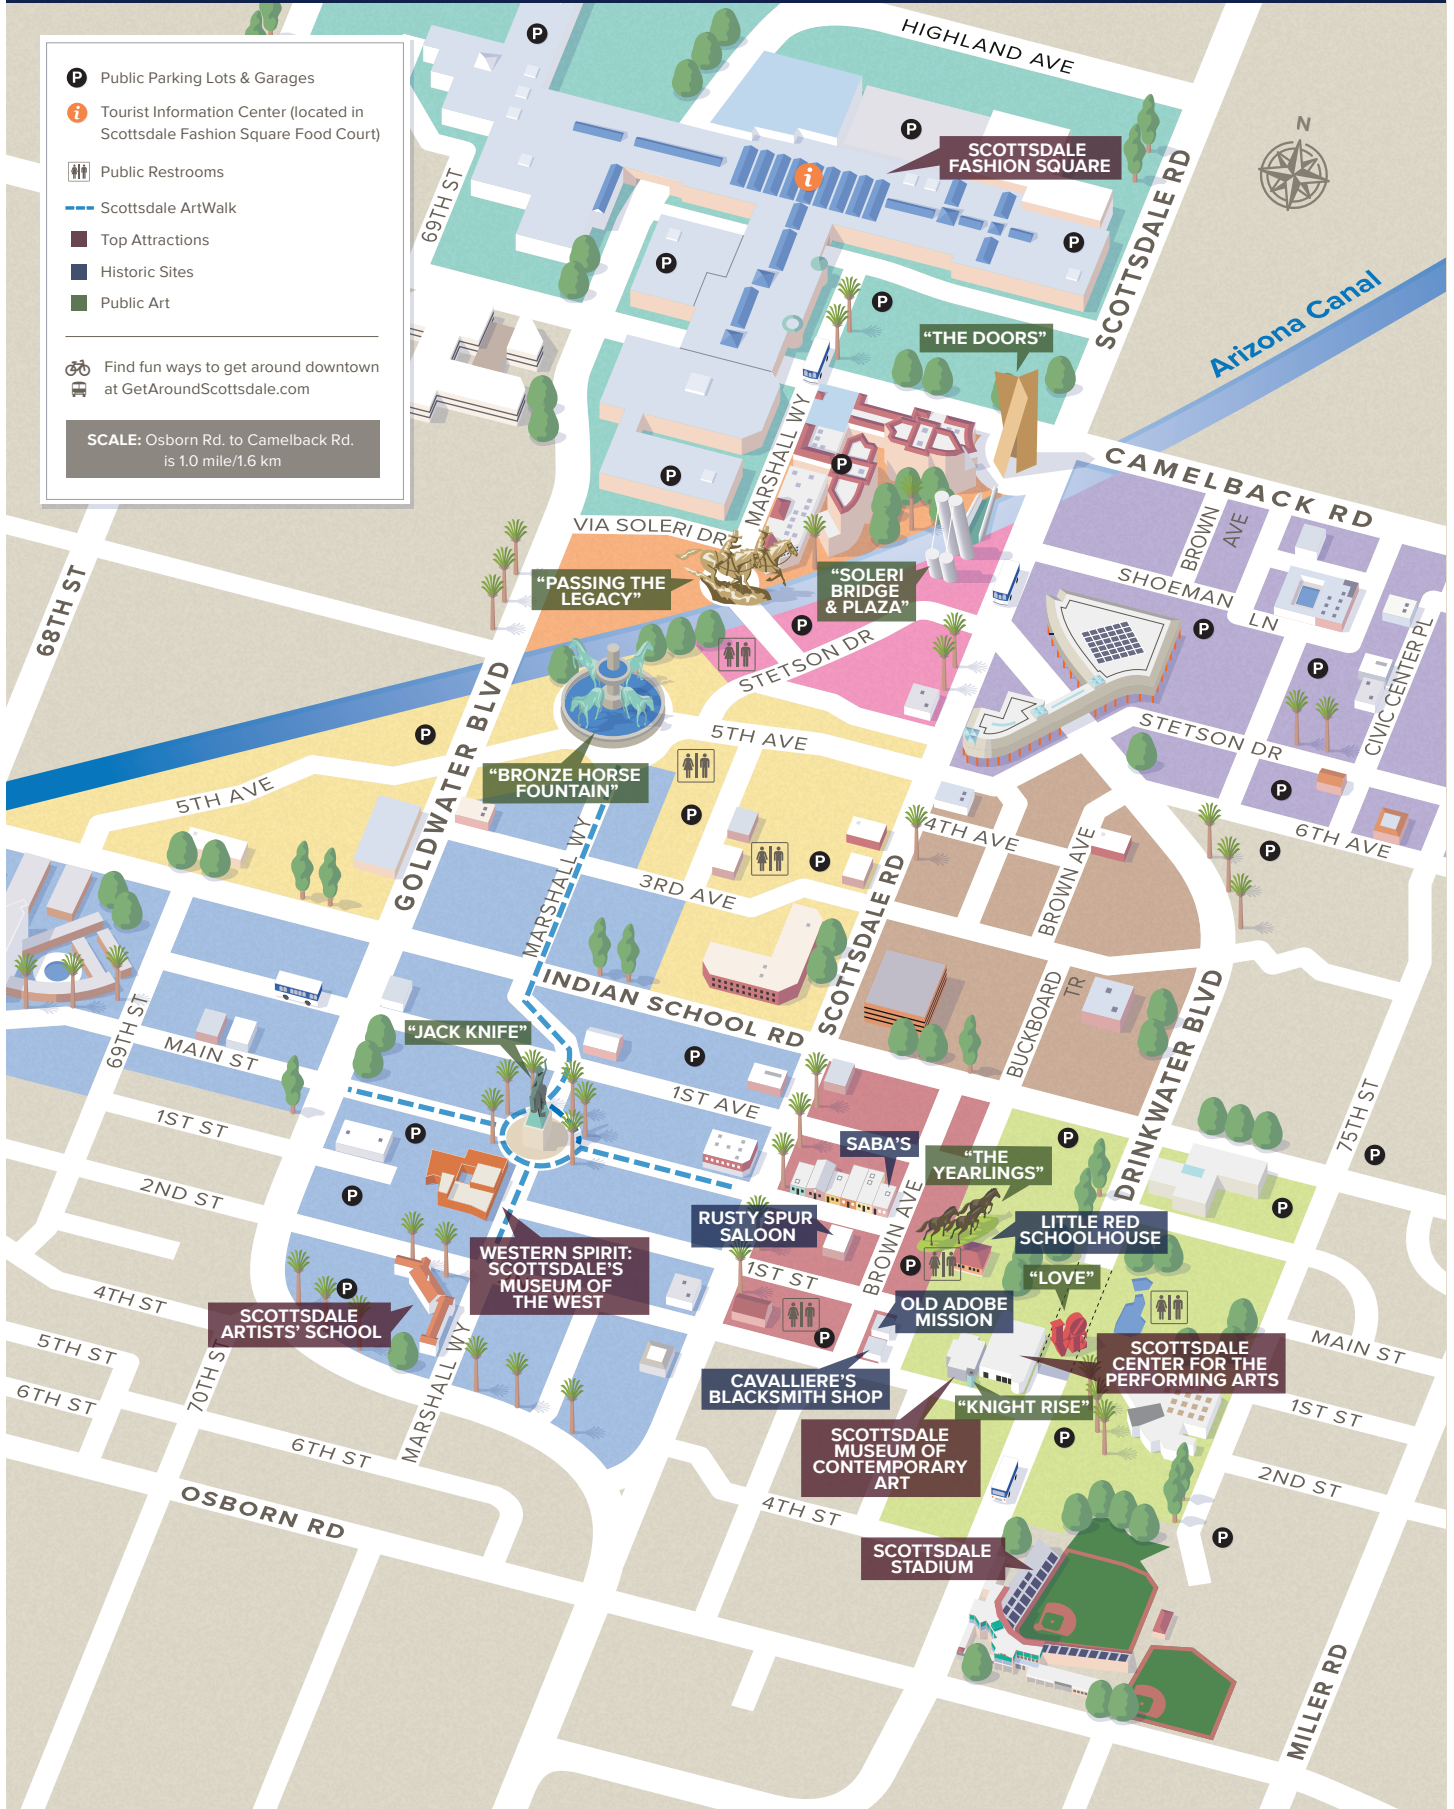 P Public Parking Lots & Garages
i Tourist Information Center (located in
Scottsdale Fashion Square Food Court)
Public Restrooms
Scottsdale ArtWalk
Top Attractions
Historic Sites
Public Art
Find fun ways to get around downtown
at GetAroundScottsdale.com
SCALE: Osborn Rd. to Camelback Rd.
is 1.0 mile/1.6 km
P
HIGHLAND AVE
N
P
SCOTTSDALE
FASHION SQUARE
i
69TH ST
SCOTTSDALE RD
P
P
P
Arizona Canal
"THE DOORS"
MARSHALL WY
P
P
CAMELBACK RD
BROWN
AVE
VIA SOLERI DR
"PASSING THE
LEGACY"
"SOLERI
BRIDGE
& PLAZA"
SHOEMAN
LN
68TH ST
P
P
STETSON DR
P
CIVIC CENTER PL
GOLDWATER BLVD
P
5TH AVE
STETSON DR
"BRONZE HORSE
FOUNTAIN"
5TH AVE
P
P
4TH AVE
6TH AVE
MARSHALL WY
P
P
BROWN AVE
3RD AVE
SCOTTSDALE RD
INDIAN SCHOOL RD
BUCKBOARD
TR
DRINKWATER BLVD
69TH ST
MAIN ST
"JACK KNIFE"
P
1ST AVE
75TH ST
1ST ST
P
SABA'S
P
P
"THE
YEARLINGS"
2ND ST
P
RUSTY SPUR
SALOON
BROWN AVE
LITTLE RED
SCHOOLHOUSE
P
WESTERN SPIRIT:
SCOTTSDALE'S
MUSEUM OF
THE WEST
1ST ST
P
"LOVE"
4TH ST
P
SCOTTSDALE
ARTISTS' SCHOOL
OLD ADOBE
MISSION
P
5TH ST
MAIN ST
SCOTTSDALE
CENTER FOR THE
PERFORMING ARTS
70TH ST
MARSHALL WY
CAVALLIERE'S
BLACKSMITH SHOP
6TH ST
"KNIGHT RISE"
1ST ST
SCOTTSDALE
MUSEUM OF
CONTEMPORARY
ART
P
6TH ST
2ND ST
OSBORN RD
4TH ST
P
SCOTTSDALE
STADIUM
MILLER RD